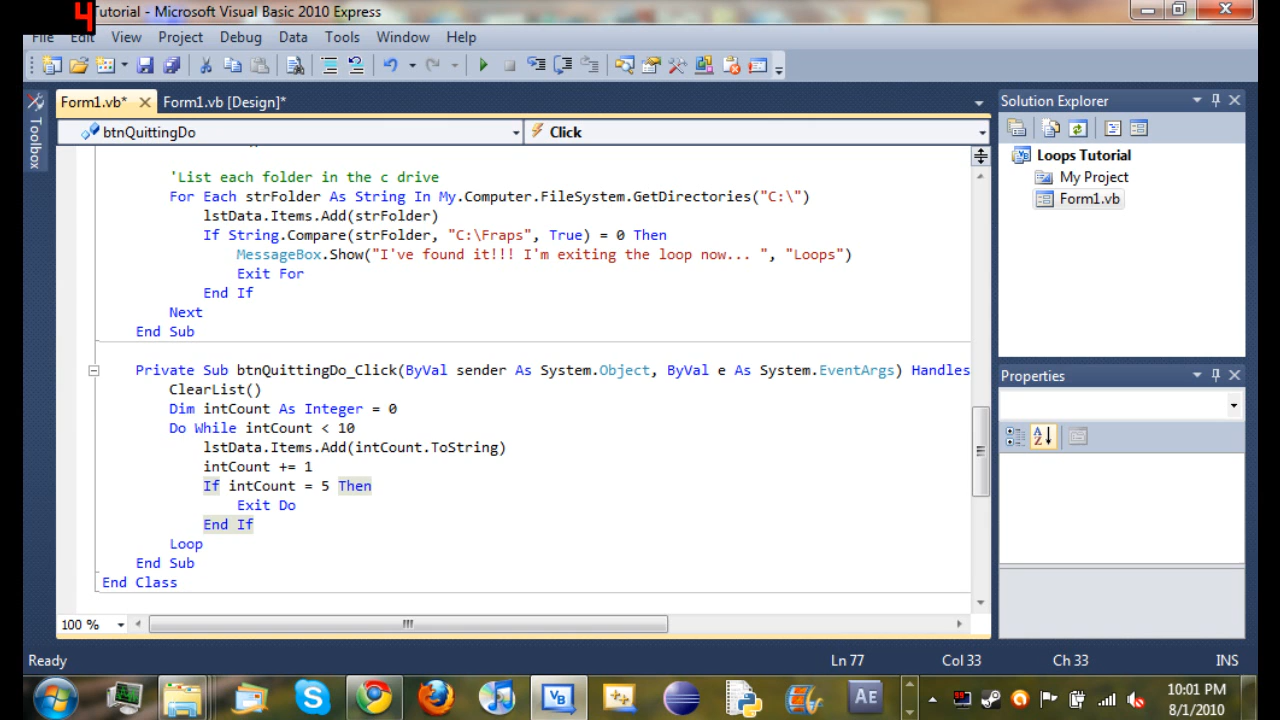 4
Tutorial - Microsoft Visual Basic 2010 Express
File Edit View Project Debug Data Tools Window Help
Form1.vb* Form1.vb [Design]*
Toolbox
btnQuittingDo Click
'List each folder in the c drive
For Each strFolder As String In My.Computer.FileSystem.GetDirectories("C:\")
lstData.Items.Add(strFolder)
If String.Compare(strFolder, "C:\Fraps", True) = 0 Then
MessageBox.Show("I've found it!!! I'm exiting the loop now... ", "Loops")
Exit For
End If
Next
End Sub
Private Sub btnQuittingDo_Click(ByVal sender As System.Object, ByVal e As System.EventArgs) Handles
ClearList()
Dim intCount As Integer = 0
Do While intCount < 10
lstData.Items.Add(intCount.ToString)
intCount += 1
If intCount = 5 Then
Exit Do
End If
Loop
End Sub
End Class
100 %
Solution Explorer
Loops Tutorial
My Project
Form1.vb
Properties
Ready Ln 77 Col 33 Ch 33 INS
VB
AE
10:01 PM
8/1/2010